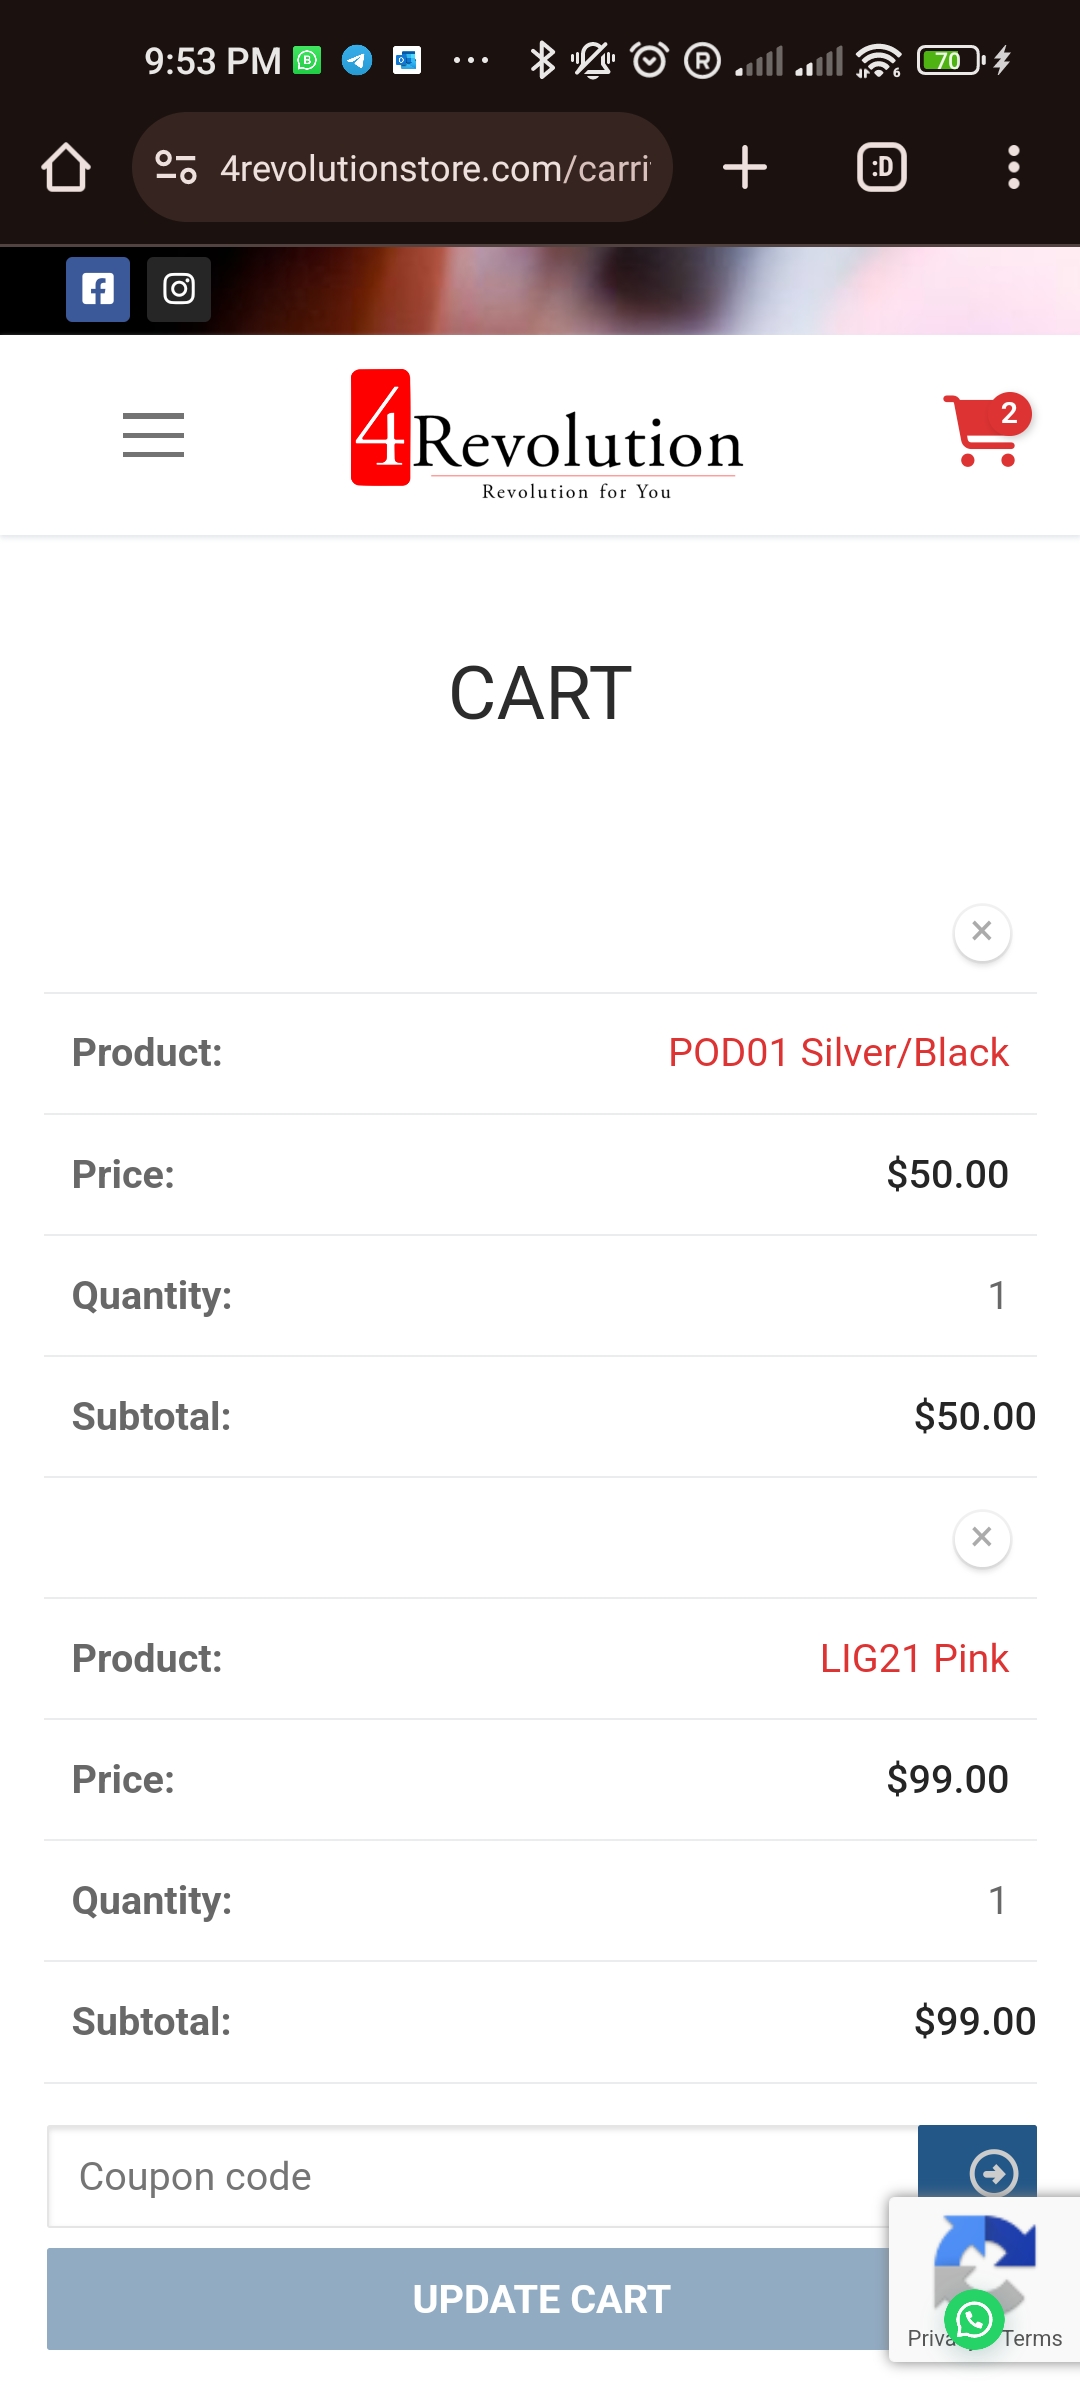 9:53 PM
70
4revolutionstore.com/carri
:D
4Revolution
Revolution for You
2
CART
Product: POD01 Silver/Black
Price: $50.00
Quantity: 1
Subtotal: $50.00
Product: LIG21 Pink
Price: $99.00
Quantity: 1
Subtotal: $99.00
Coupon code
UPDATE CART
Terms